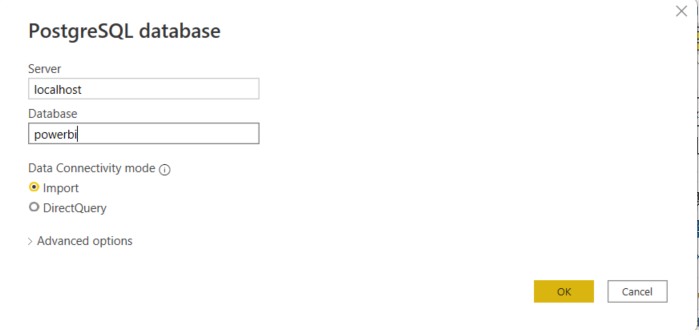 PostgreSQL database
Server
localhost
Database
powerbi
Data Connectivity mode
Import
DirectQuery
Advanced options
OK Cancel